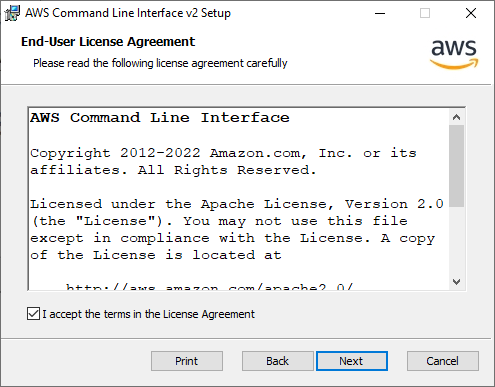 AWS Command Line Interface v2 Setup
End-User License Agreement
Please read the following license agreement carefully
aws
AWS Command Line Interface
Copyright 2012-2022 Amazon.com, Inc. or its
affiliates. All Rights Reserved.
Licensed under the Apache License, Version 2.0
(the "License"). You may not use this file
except in compliance with the License. A copy
of the License is located at
http://aws.amazon.com/apache2.0/
I accept the terms in the License Agreement
Print
Back
Next
Cancel